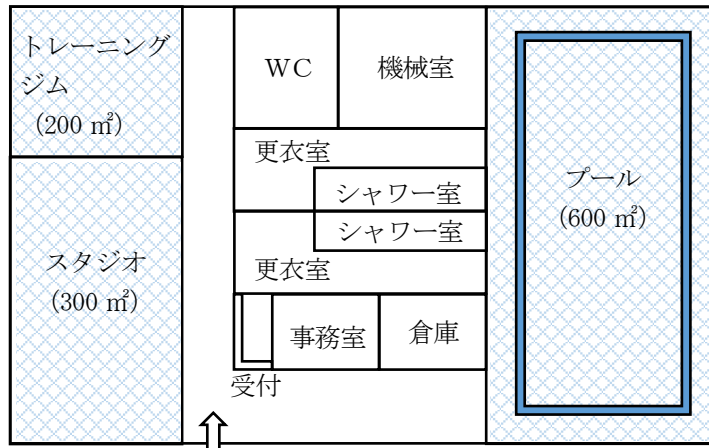 トレーニング
ジム
（200 ㎡）
スタジオ
（300 ㎡）
ＷＣ
機械室
更衣室
シャワー室
シャワー室
更衣室
事務室
倉庫
受付
プール
（600 ㎡）